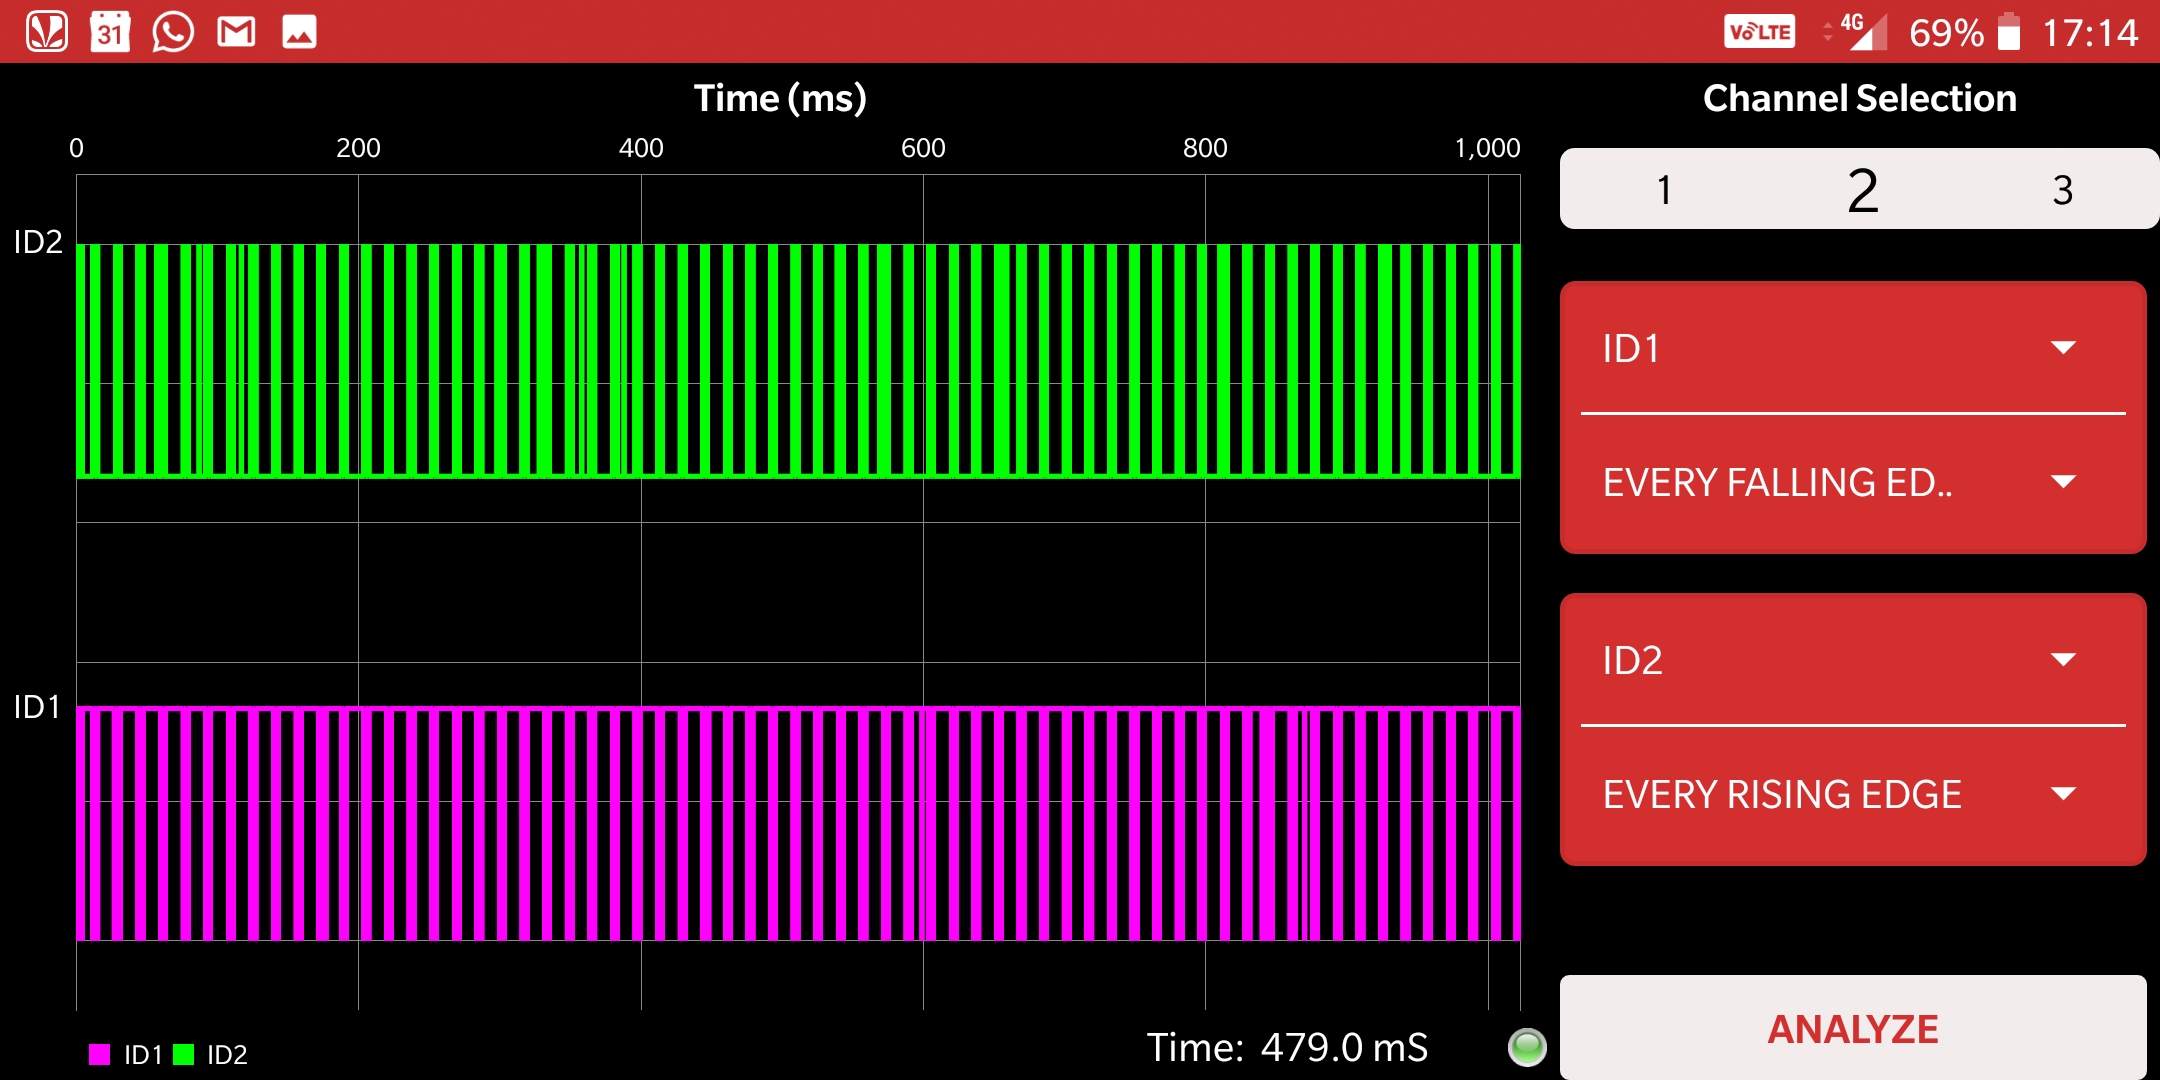 31 VoLTE 4G 69% 17:14
Time (ms)
Channel Selection
0 200 400 600 800 1,000
1 2 3
ID2
ID1
EVERY FALLING ED..
ID2
ID1
EVERY RISING EDGE
ANALYZE
Time: 479.0 mS
ID1 ID2